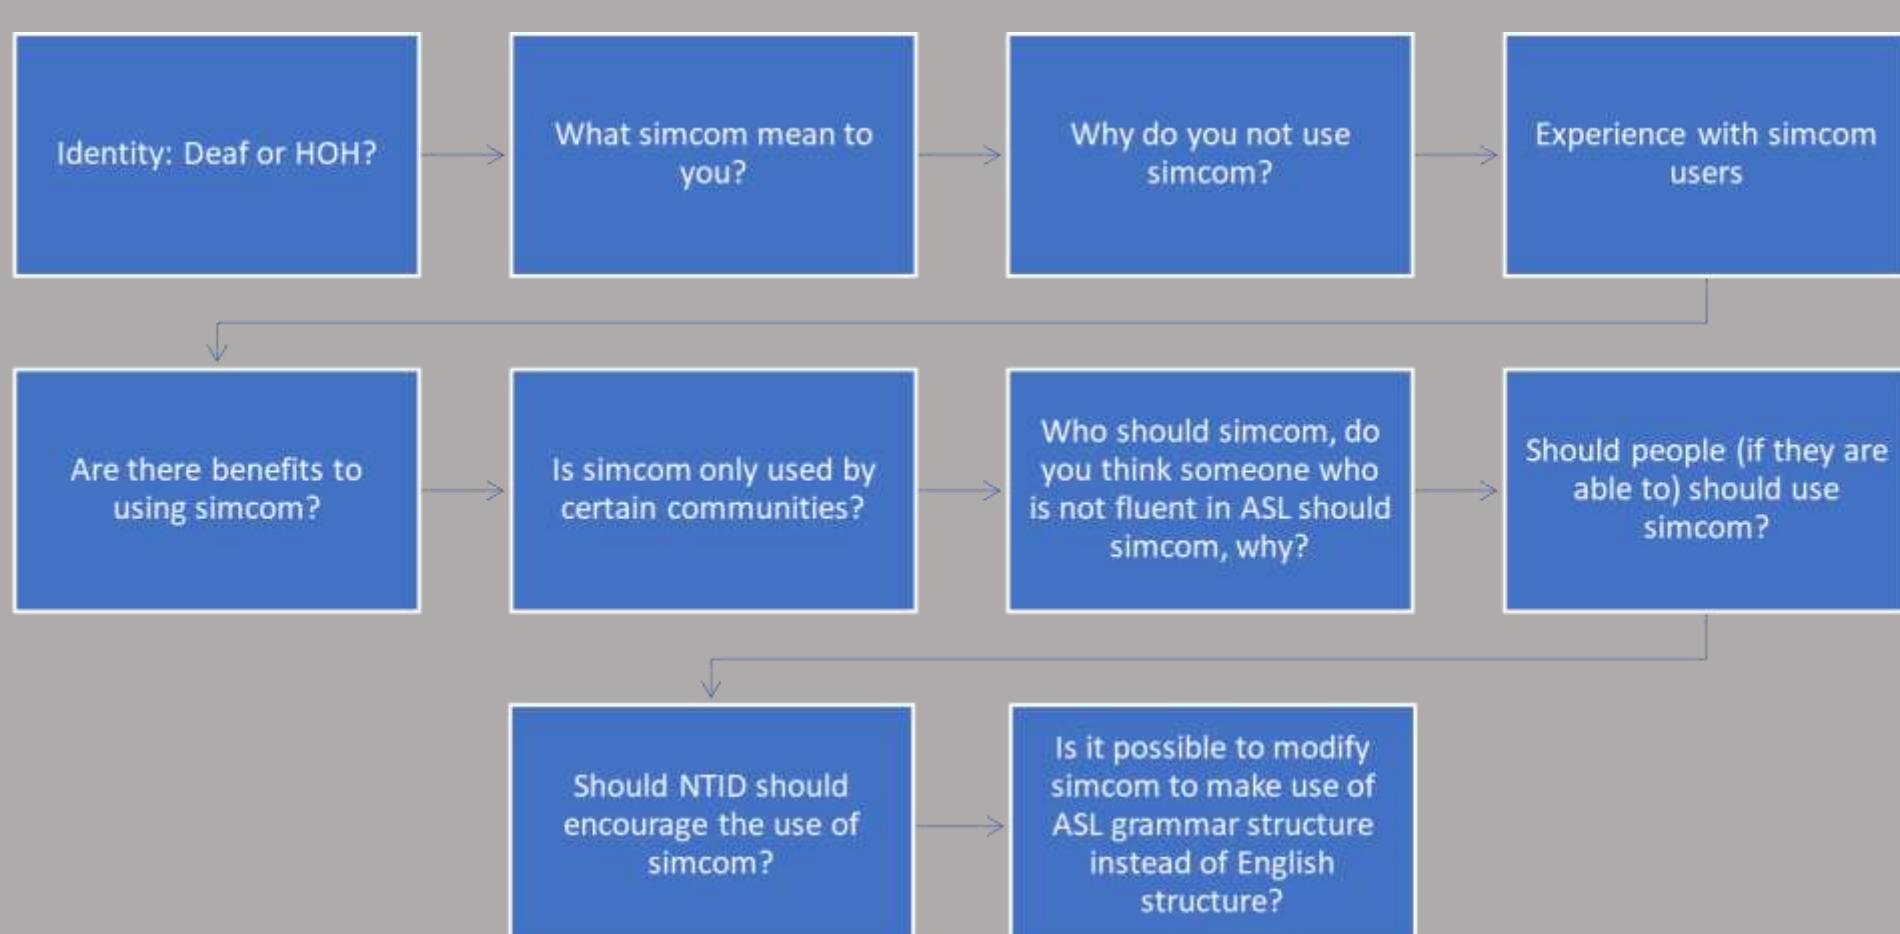 Identity: Deaf or HOH?
What simcom mean to
you?
Why do you not use
simcom?
Experience with simcom
users
Are there benefits to
using simcom?
Is simcom only used by
certain communities?
Who should simcom, do
you think someone who
is not fluent in ASL should
simcom, why?
Should people (if they are
able to) should use
simcom?
Should NTID should
encourage the use of
simcom?
Is it possible to modify
simcom to make use of
ASL grammar structure
instead of English
structure?